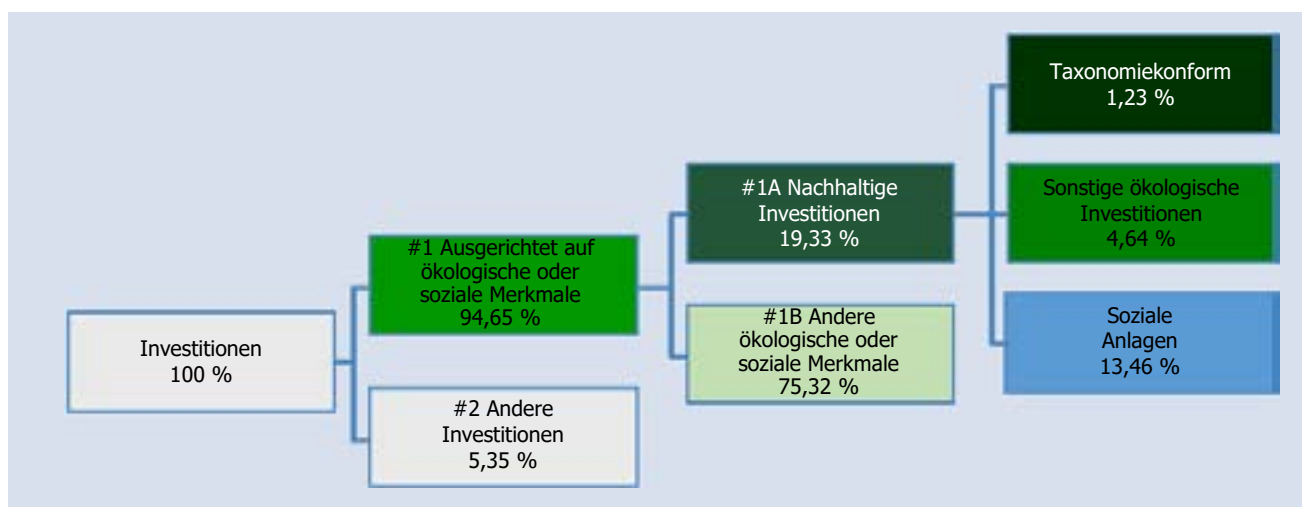 Investitionen
100 %
#1 Ausgerichtet auf
ökologische oder
soziale Merkmale
94,65 %
#2 Andere
Investitionen
5,35 %
#1A Nachhaltige
Investitionen
19,33 %
#1B Andere
ökologische oder
soziale Merkmale
75,32 %
Taxonomiekonform
1,23 %
Sonstige ökologische
Investitionen
4,64 %
Soziale
Anlagen
13,46 %